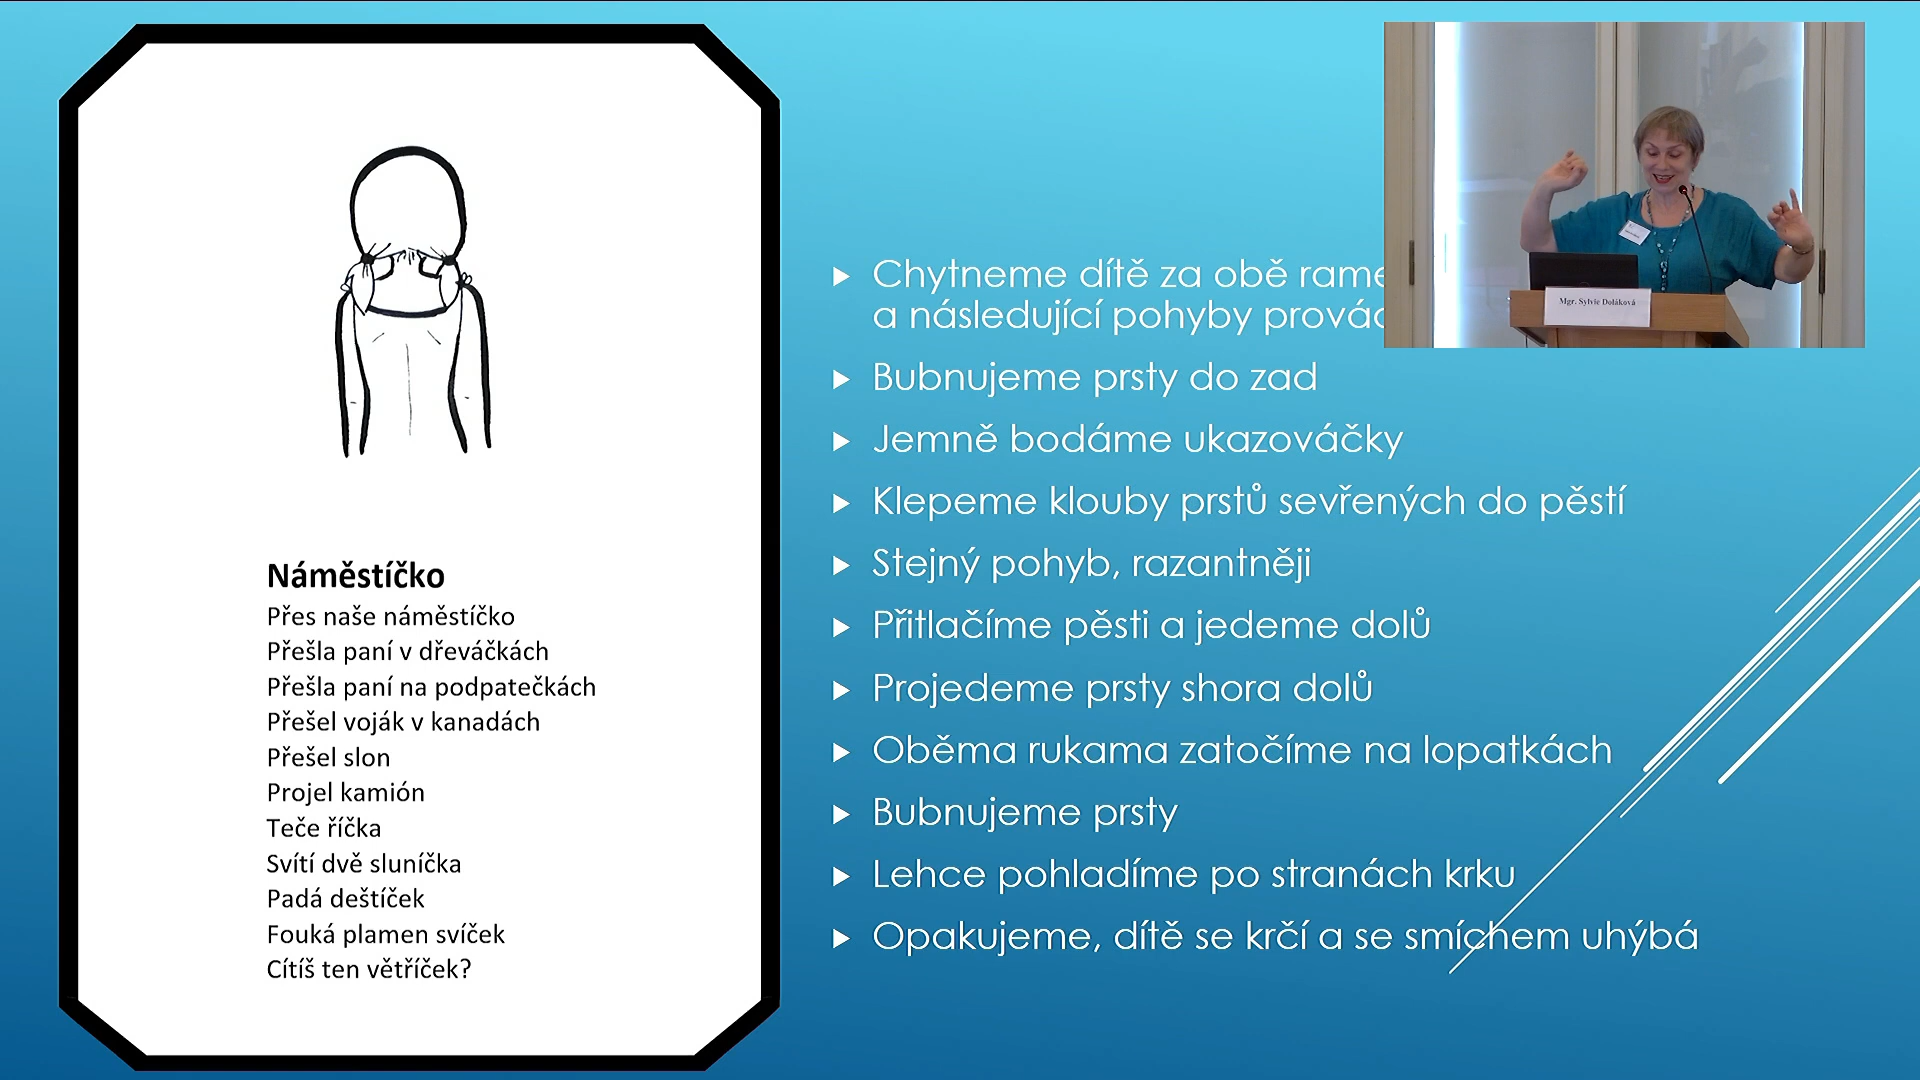 Náměstíčko
Přes naše náměstíčko
Přešla paní v dřeváčkách
Přešla paní na podpatečkách
Přešel voják v kanadách
Přešel slon
Projel kamión
Teče říčka
Svítí dvě sluníčka
Padá deštíček
Fouká plamen svíček
Cítíš ten větříček?
Chytneme dítě za obě
a následující pohyby
Bubnujeme prsty do zad
Jemně bodáme ukazováčky
Klepeme klouby prstů sevřených do pěstí
Stejný pohyb, razantněji
Přitlačíme pěsti a jedeme dolů
Projedeme prsty shora dolů
Oběma rukama zatočíme na lopatkách
Bubnujeme prsty
Lehce pohladíme po stranách krku
Opakujeme, dítě se krčí a se smíchem uhýbá
Mgr. Sylvie Doláková